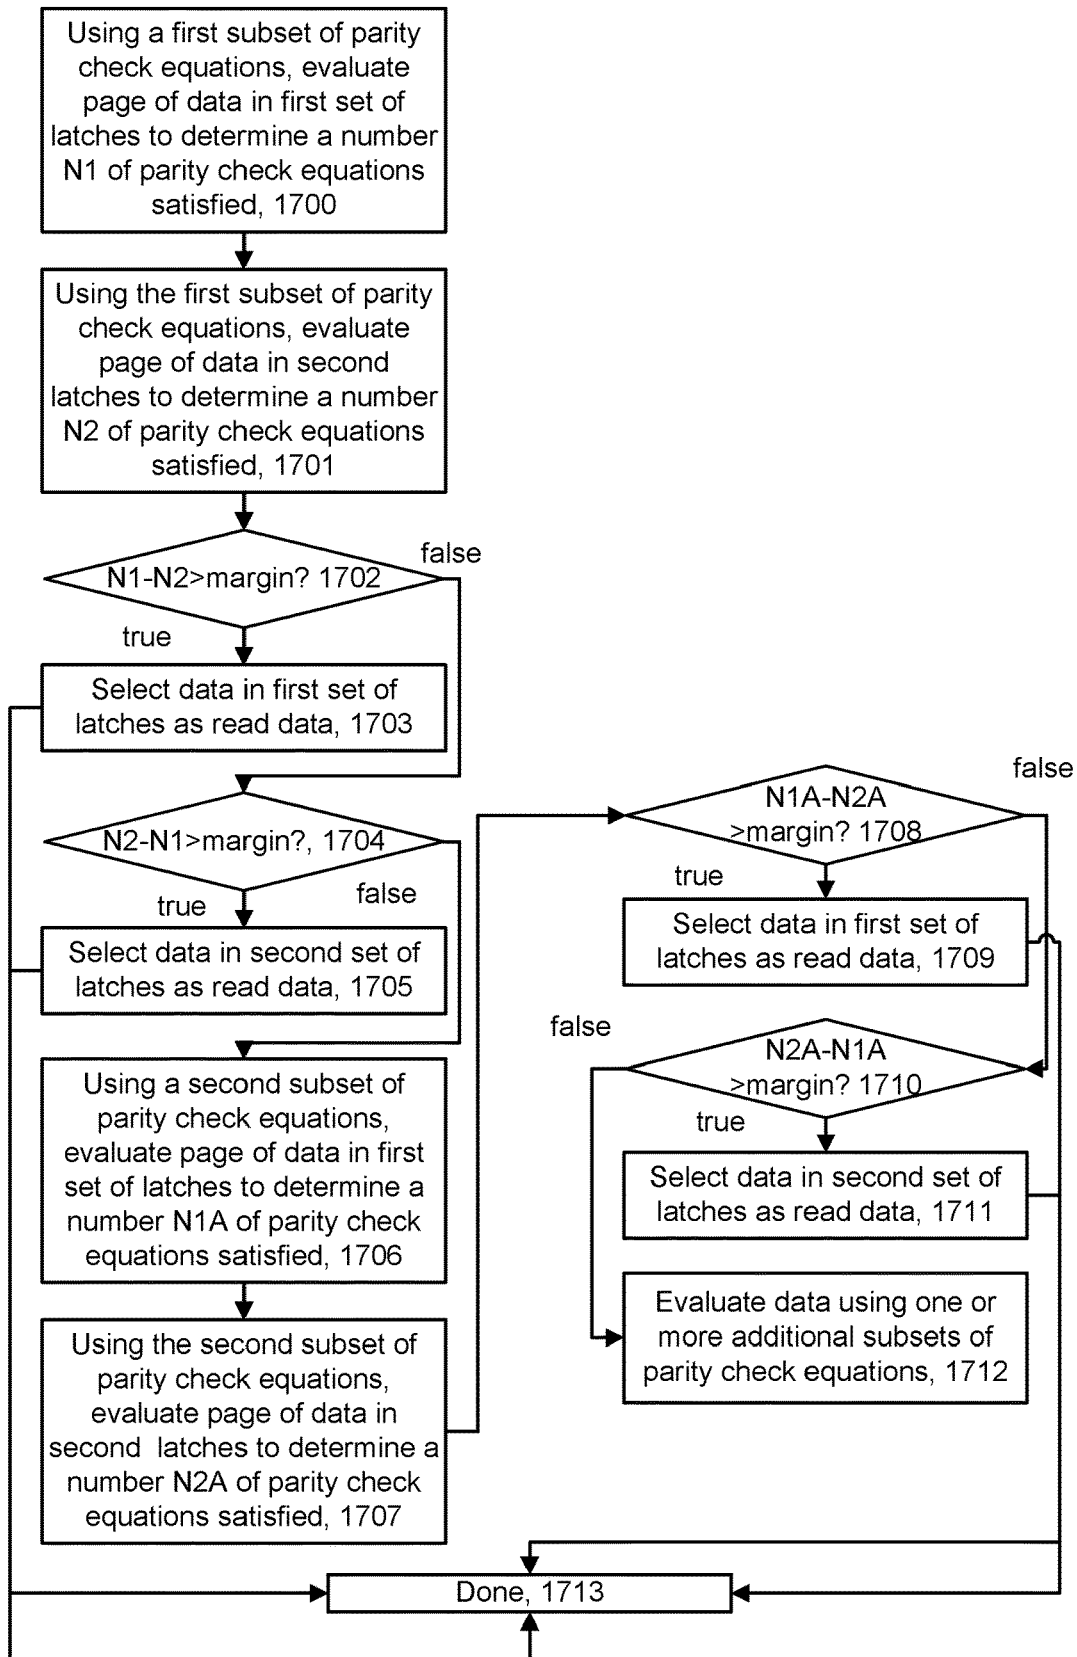 Using a first subset of parity
check equations, evaluate
page of data in first set of
latches to determine a number
N1 of parity check equations
satisfied, 1700
Using the first subset of parity
check equations, evaluate
page of data in second
latches to determine a number
N2 of parity check equations
satisfied, 1701
false
N1-N2>margin? 1702
true
Select data in first set of
latches as read data, 1703
N2-N1>margin?, 1704
false
true
Select data in second set of
latches as read data, 1705
Using a second subset of
parity check equations,
evaluate page of data in first
set of latches to determine a
number N1A of parity check
equations satisfied, 1706
Using the second subset of
parity check equations,
evaluate page of data in
second latches to determine a
number N2A of parity check
equations satisfied, 1707
false
N1A-N2A
>margin? 1708
true
Select data in first set of
latches as read data, 1709
false
N2A-N1A
>margin? 1710
true
Select data in second set of
latches as read data, 1711
Evaluate data using one or
more additional subsets of
parity check equations, 1712
Done, 1713